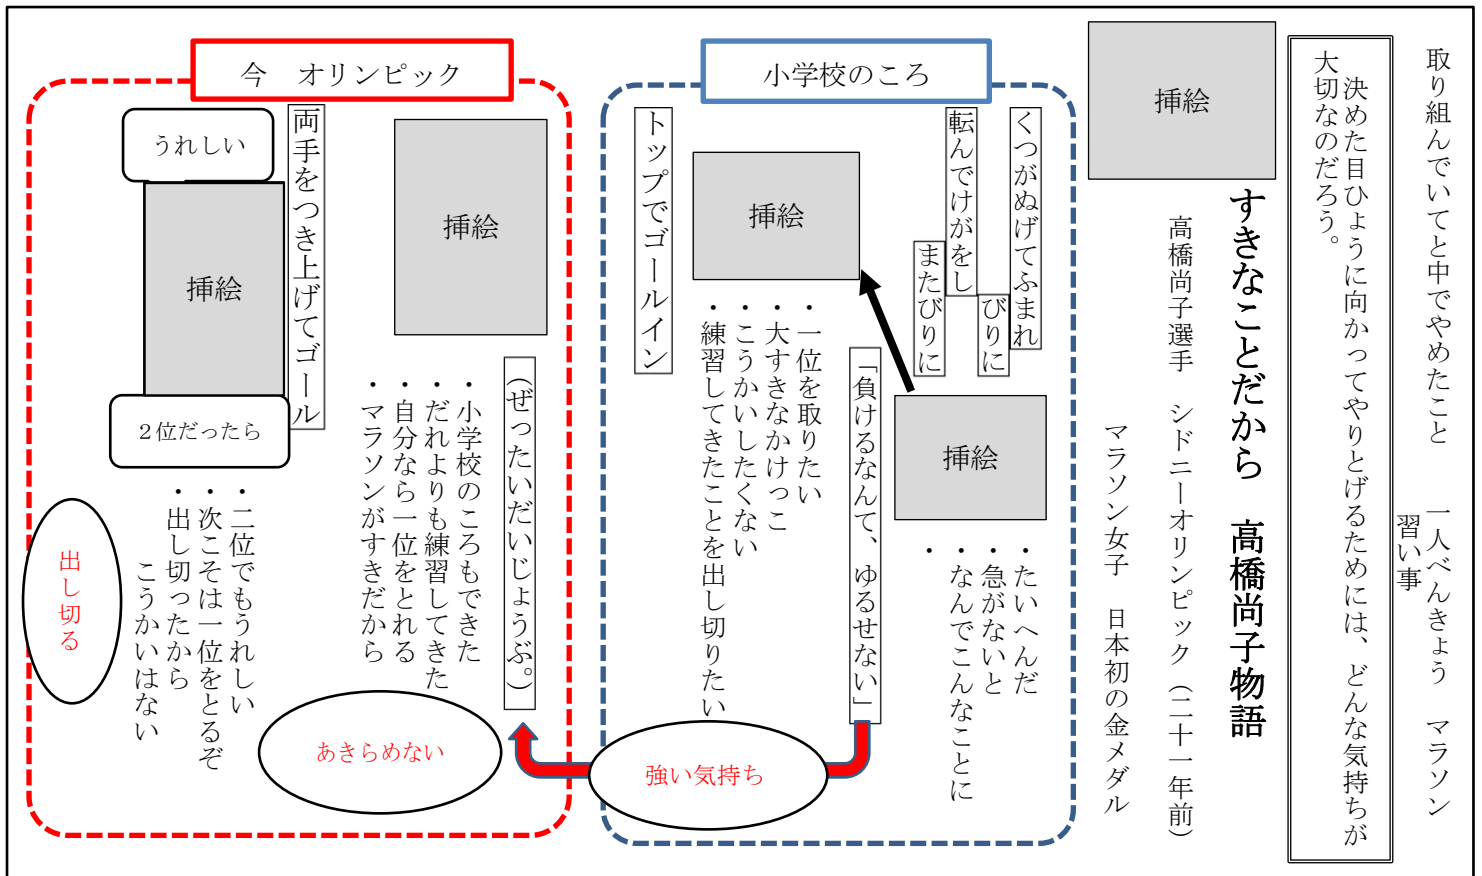 取り組んでいてと中でやめたこと　一人べんきょう　マラソン
習い事
決めた目ひょうに向かってやりとげるためには、どんな気持ちが
大切なのだろう。
すきなことだから　高橋尚子物語
挿絵
高橋尚子選手　シドニーオリンピック（二十一年前）
マラソン女子　日本初の金メダル
小学校のころ
くつがぬげてふまれ
びりに
転んでけがをし
またびりに
挿絵
・たいへんだ
・急がないと
・なんでこんなことに
・
「負けるなんて、ゆるせない」
挿絵
・一位を取りたい
・大すきなかけっこ
・こうかいしたくない
・練習してきたことを出し切りたい
トップでゴールイン
強い気持ち
今　オリンピック
挿絵
（ぜったいだいじょうぶ。）
・小学校のころもできた
・だれよりも練習してきた
・自分なら一位をとれる
・マラソンがすきだから
あきらめない
両手をつき上げてゴール
うれしい
挿絵
２位だったら
・二位でもうれしい
・次こそは一位をとるぞ
・出し切ったから
こうかいはない
出し切る